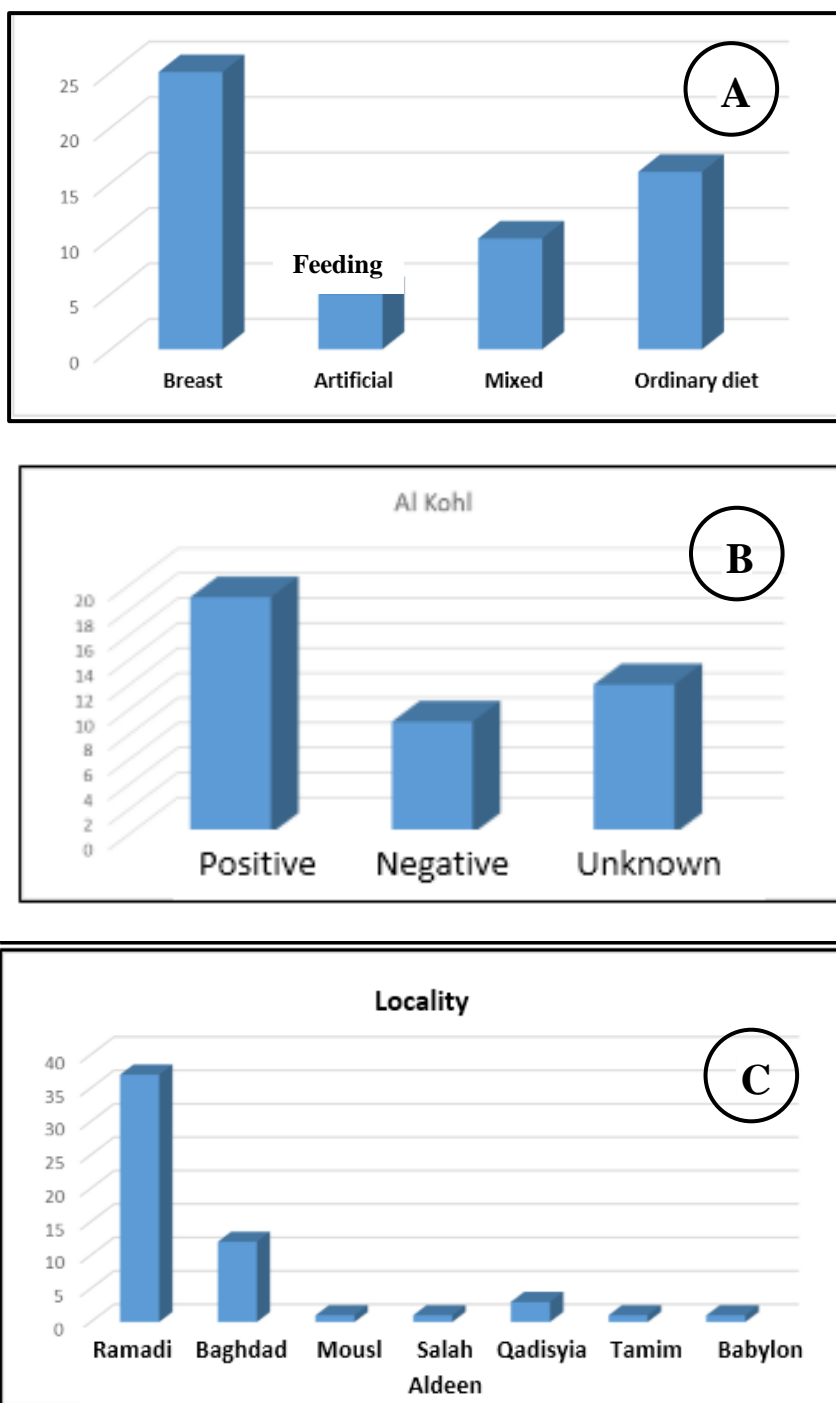 A
25
20
15
10
5
0
Feeding
Breast Artificial Mixed Ordinary diet
Al Kohl
B
20
18
16
14
12
10
8
6
4
2
0
Positive Negative Unknown
Locality
C
40
35
30
25
20
15
10
5
0
Ramadi Baghdad Mousl Salah Qadisyia Tamim Babylon
Aldeen